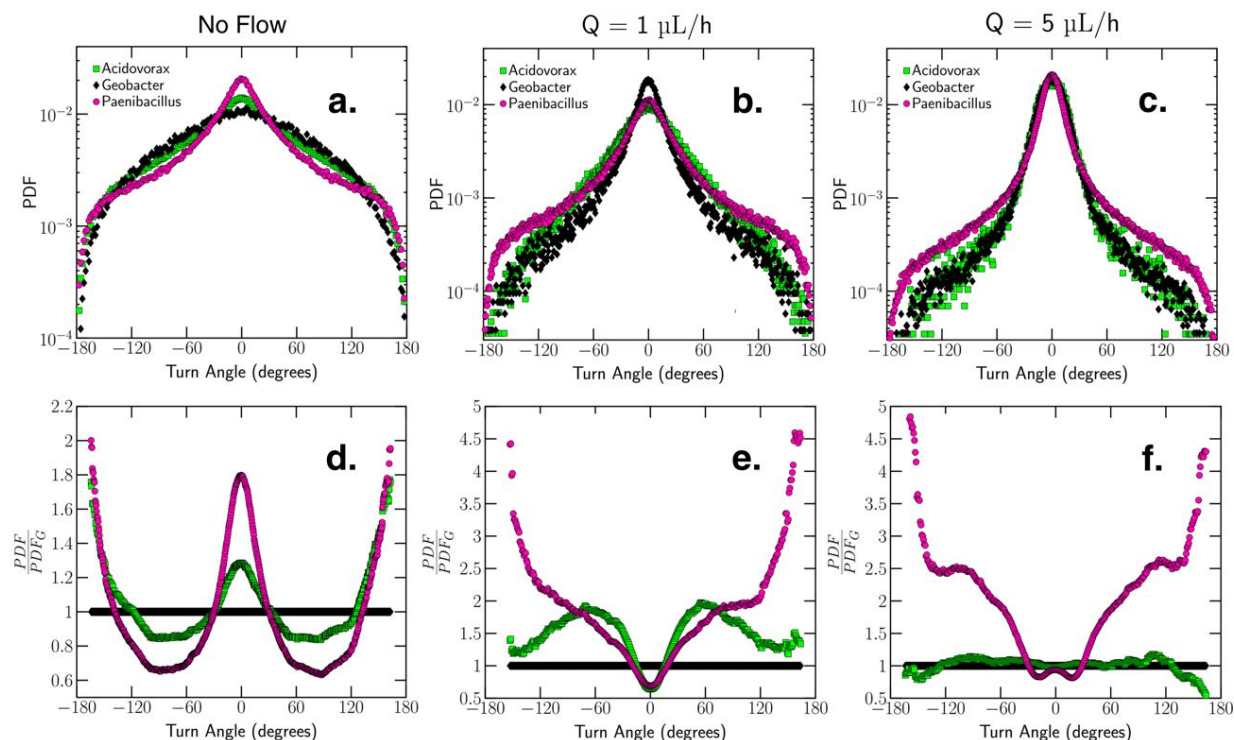 No Flow
Q = 1 μL/h
Q = 5 μL/h
Acidovorax
Geobacter
Paenibacillus
a.
10⁻²
10⁻³
10⁻⁴
PDF
−180 −120 −60 0 60 120 180
Turn Angle (degrees)
Acidovorax
Geobacter
Paenibacillus
b.
10⁻²
10⁻³
10⁻⁴
PDF
−180 −120 −60 0 60 120 180
Turn Angle (degrees)
Acidovorax
Geobacter
Paenibacillus
c.
10⁻²
10⁻³
10⁻⁴
PDF
−180 −120 −60 0 60 120 180
Turn Angle (degrees)
d.
2.2
2
1.8
1.6
1.4
1.2
1
0.8
0.6
PDF
PDF_G
−180 −120 −60 0 60 120 180
Turn Angle (degrees)
e.
5
4.5
4
3.5
3
2.5
2
1.5
1
0.5
PDF
PDF_G
−180 −120 −60 0 60 120 180
Turn Angle (degrees)
f.
5
4.5
4
3.5
3
2.5
2
1.5
1
0.5
PDF
PDF_G
−180 −120 −60 0 60 120 180
Turn Angle (degrees)